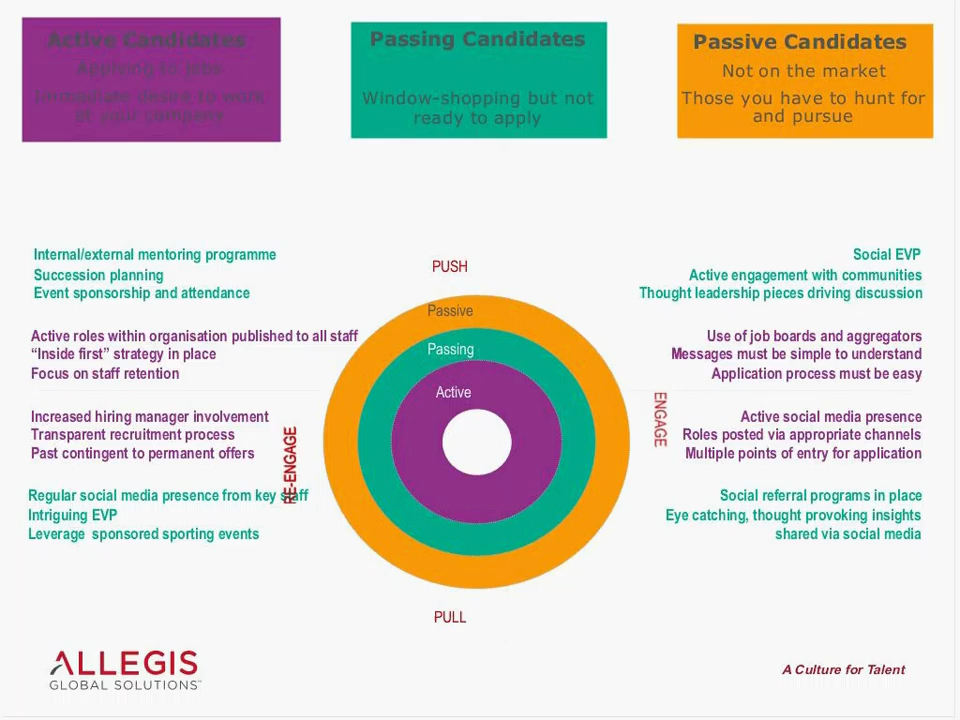 Active Candidates
Applying to jobs
Immediate desire to work
at your company
Passing Candidates
Window-shopping but not
ready to apply
Passive Candidates
Not on the market
Those you have to hunt for
and pursue
Internal/external mentoring programme
Succession planning
Event sponsorship and attendance
Active roles within organisation published to all staff
“Inside first” strategy in place
Focus on staff retention
Increased hiring manager involvement
Transparent recruitment process
Past contingent to permanent offers
Regular social media presence from key staff
Intriguing EVP
Leverage sponsored sporting events
RE-ENGAGE
PUSH
Passive
Passing
Active
PULL
ENGAGE
Social EVP
Active engagement with communities
Thought leadership pieces driving discussion
Use of job boards and aggregators
Messages must be simple to understand
Application process must be easy
Active social media presence
Roles posted via appropriate channels
Multiple points of entry for application
Social referral programs in place
Eye catching, thought provoking insights
shared via social media
ALLEGIS
GLOBAL SOLUTIONS™
A Culture for Talent